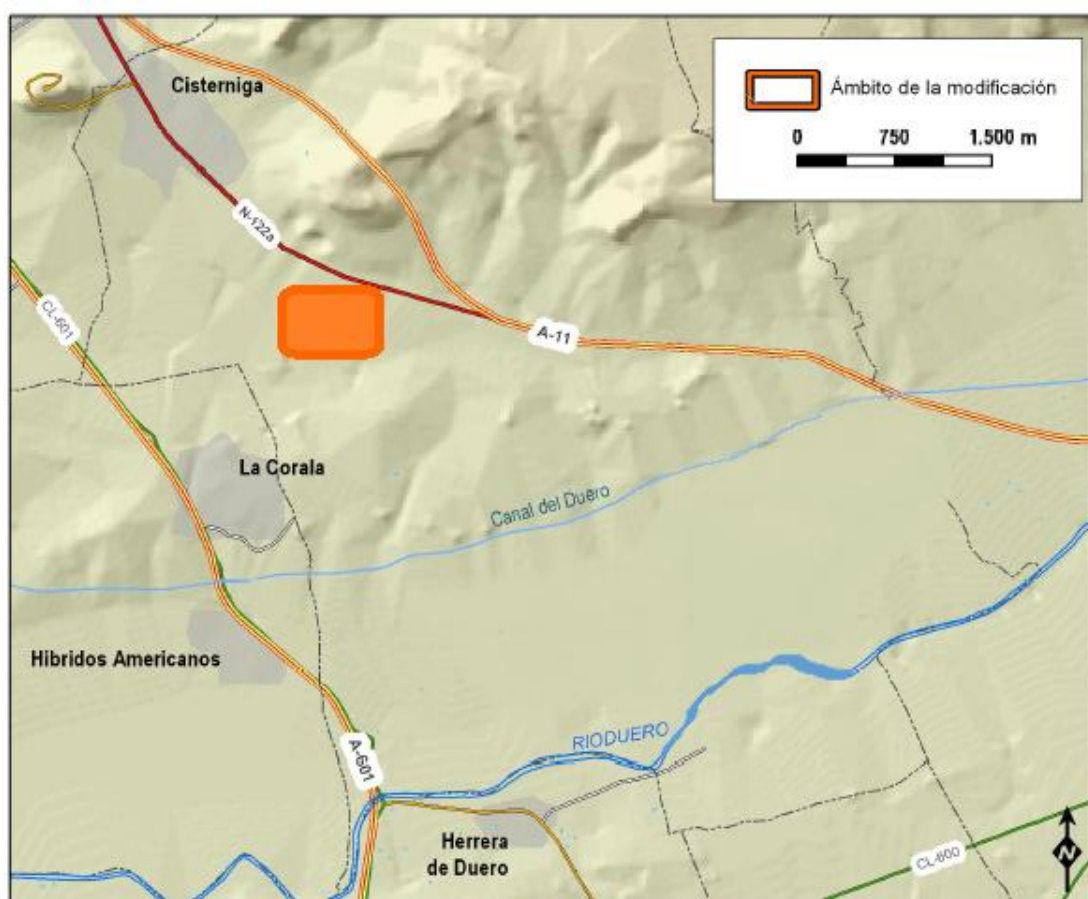 Cisterniga
Ámbito de la modificación
0 750 1.500 m
N-122a
CL-601
A-11
La Corala
Canal del Duero
Hibridos Americanos
RIODUERO
A-601
Herrera
de Duero
CL-600
N